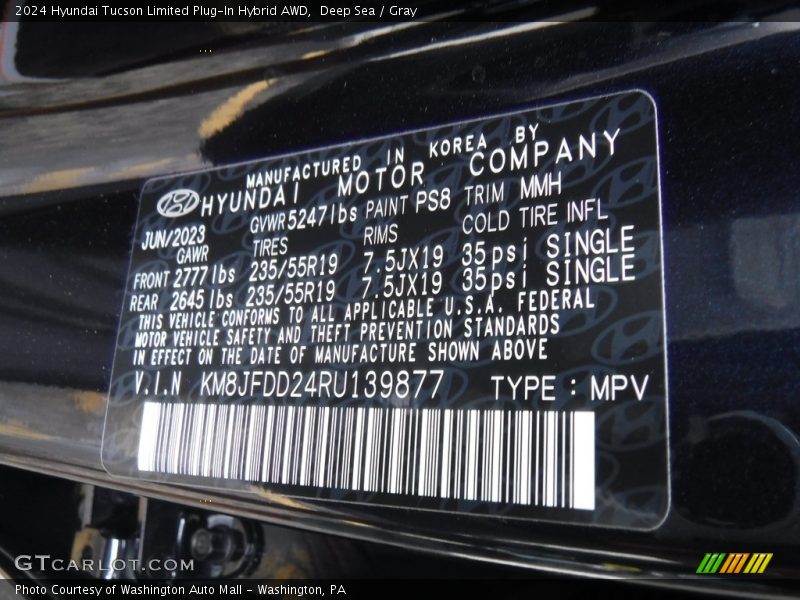 2024 Hyundai Tucson Limited Plug-In Hybrid AWD, Deep Sea / Gray
MANUFACTURED IN KOREA BY
HYUNDAI MOTOR COMPANY
JUN/2023 GVWR 5247lbs PAINT PS8 TRIM MMH
GAWR TIRES RIMS COLD TIRE INFL
FRONT 2777lbs 235/55R19 7.5JX19 35psi SINGLE
REAR 2645lbs 235/55R19 7.5JX19 35psi SINGLE
THIS VEHICLE CONFORMS TO ALL APPLICABLE U.S.A. FEDERAL
MOTOR VEHICLE SAFETY AND THEFT PREVENTION STANDARDS
IN EFFECT ON THE DATE OF MANUFACTURE SHOWN ABOVE
V.I.N KM8JFDD24RU139877 TYPE : MPV
GTCARLOT.COM
Photo Courtesy of Washington Auto Mall - Washington, PA